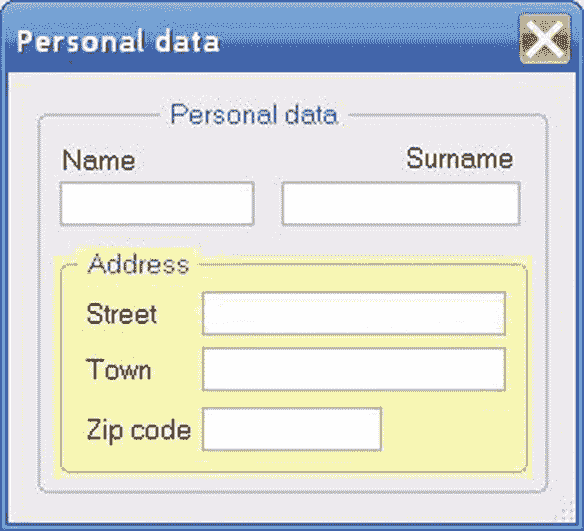 Personal data
Personal data
Name Surname
Address
Street
Town
Zip code